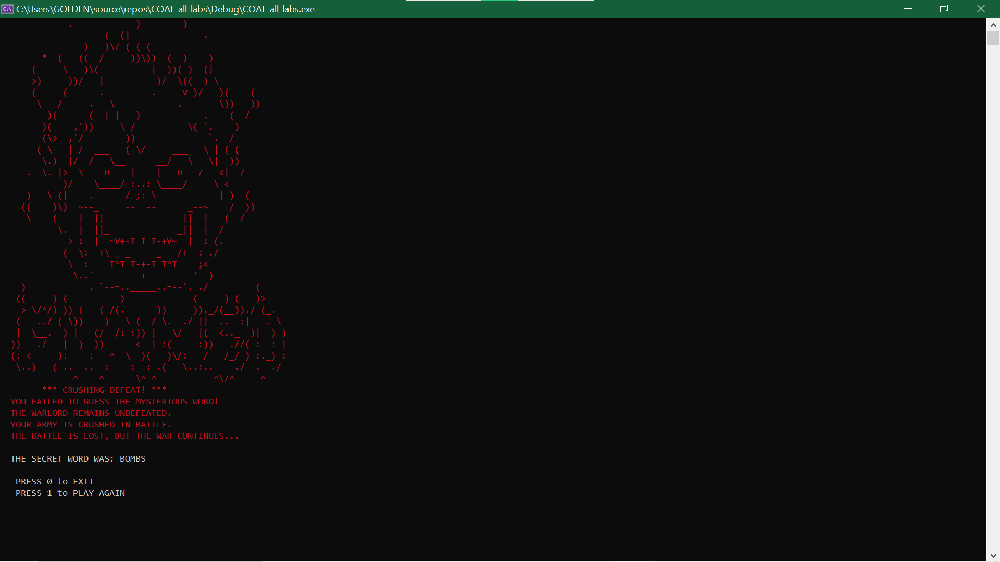 C:\Users\GOLDEN\source\repos\COAL_all_labs\Debug\COAL_all_labs.exe
*** CRUSHING DEFEAT! ***
YOU FAILED TO GUESS THE MYSTERIOUS WORD!
THE WARLORD REMAINS UNDEFEATED.
YOUR ARMY IS CRUSHED IN BATTLE.
THE BATTLE IS LOST, BUT THE WAR CONTINUES...
THE SECRET WORD WAS: BOMBS
PRESS 0 to EXIT
PRESS 1 to PLAY AGAIN